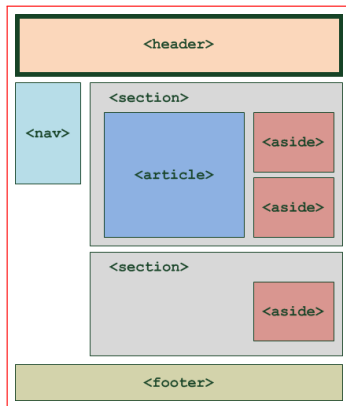 <header>
<nav>
<section>
<article>
<aside>
<aside>
<section>
<aside>
<footer>